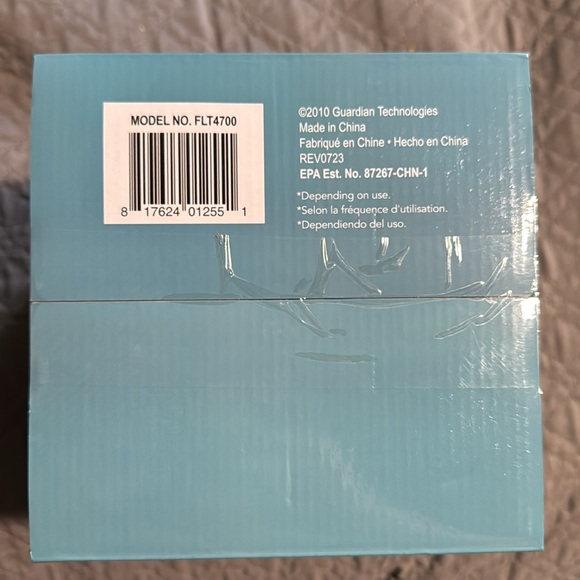 MODEL NO. FLT4700
8 17624 01255 1
©2010 Guardian Technologies
Made in China
Fabriqué en Chine • Hecho en China
REV0723
EPA Est. No. 87267-CHN-1
*Depending on use.
*Selon la fréquence d'utilisation.
*Dependiendo del uso.